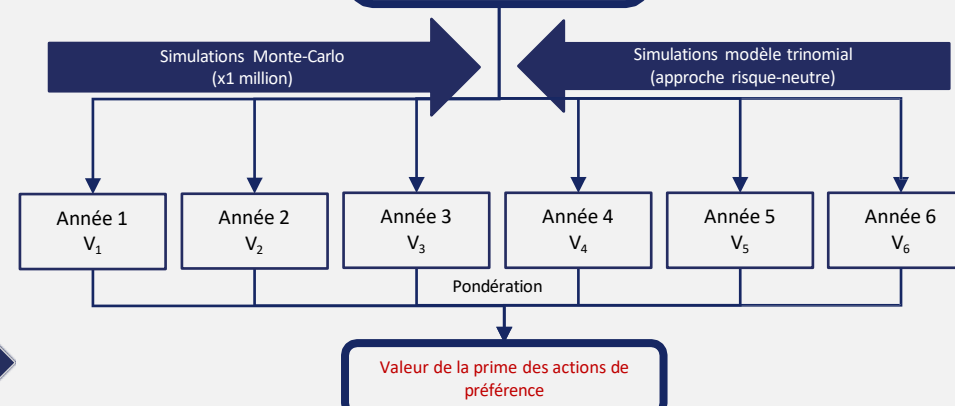 Simulations Monte-Carlo
(x1 million)
Simulations modèle trinomial
(approche risque-neutre)
Année 1
V₁
Année 2
V₂
Année 3
V₃
Année 4
V₄
Année 5
V₅
Année 6
V₆
Pondération
Valeur de la prime des actions de
préférence